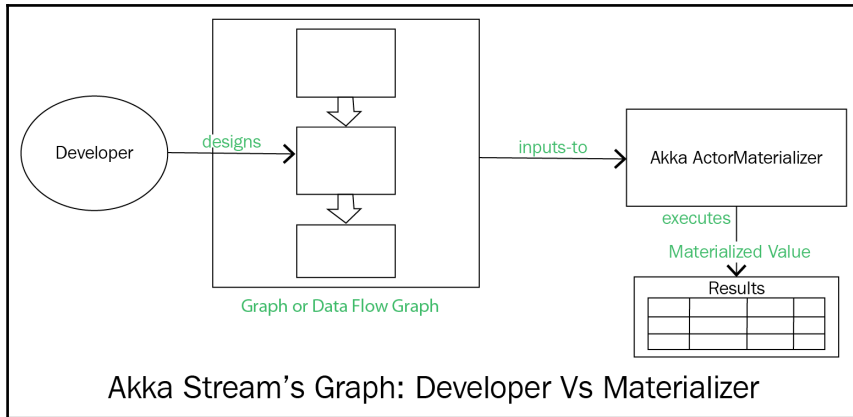 Developer
designs
inputs-to
Akka ActorMaterializer
executes
Materialized Value
Results
Graph or Data Flow Graph
Akka Stream's Graph: Developer Vs Materializer